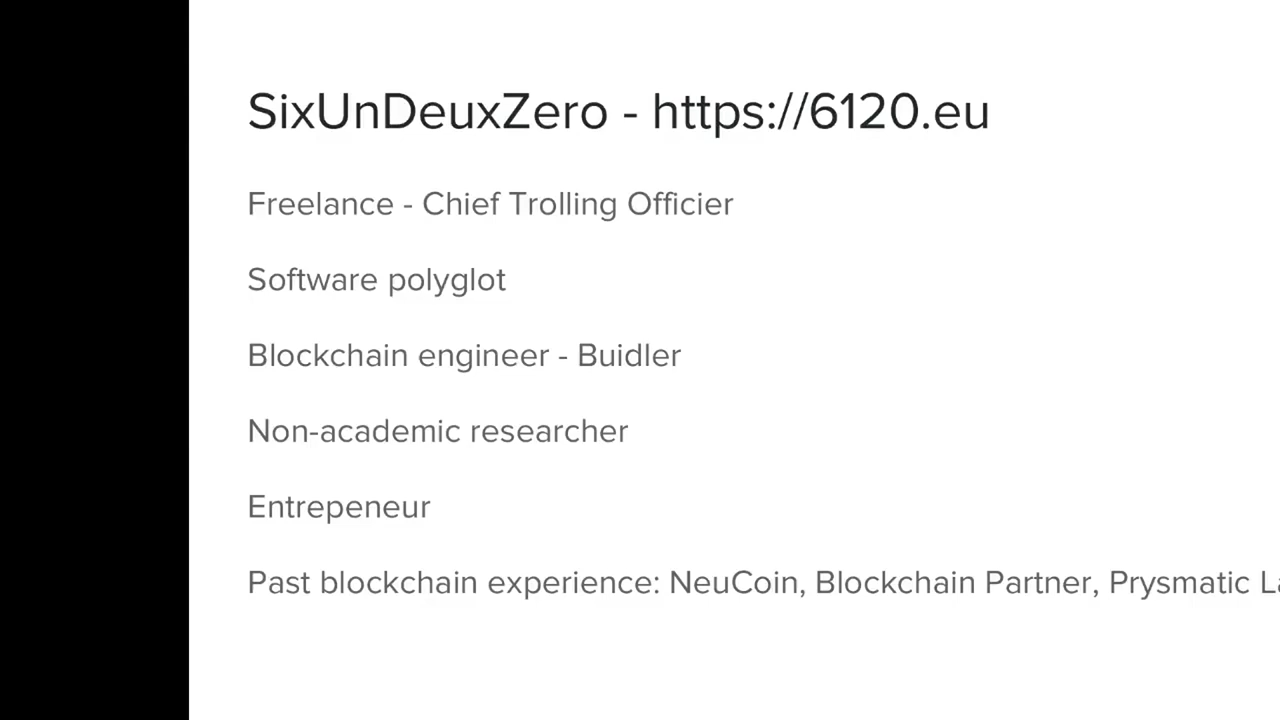 SixUnDeuxZero - https://6120.eu
Freelance - Chief Trolling Officier
Software polyglot
Blockchain engineer - Buidler
Non-academic researcher
Entrepeneur
Past blockchain experience: NeuCoin, Blockchain Partner, Prysmatic